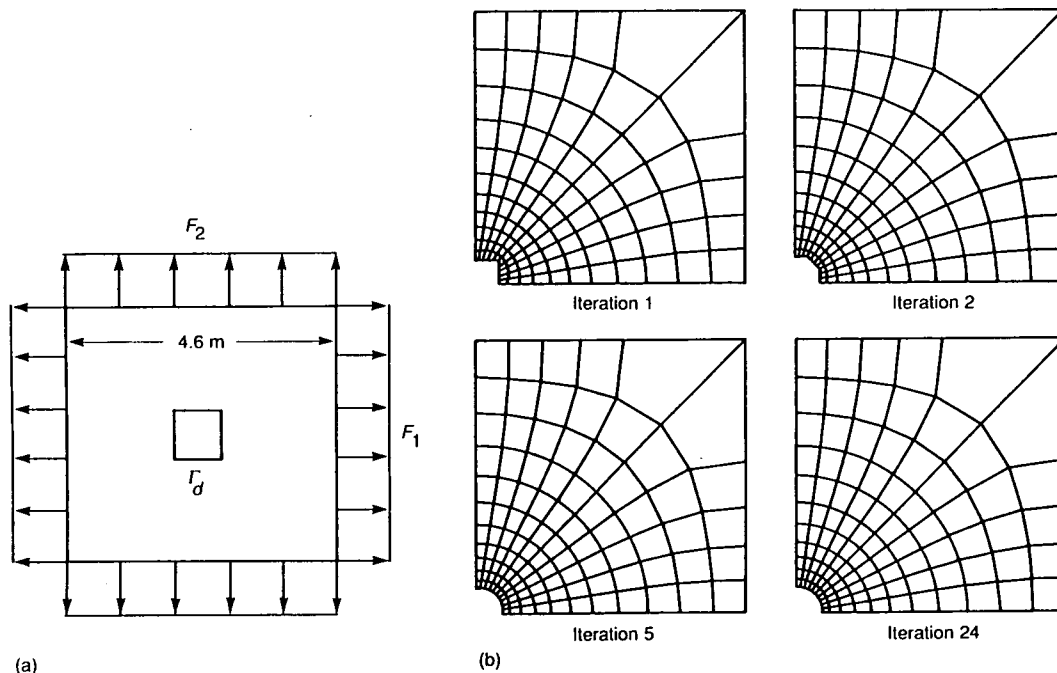 F2
4.6 m
F1
Γd
(a)
Iteration 1
Iteration 2
Iteration 5
Iteration 24
(b)